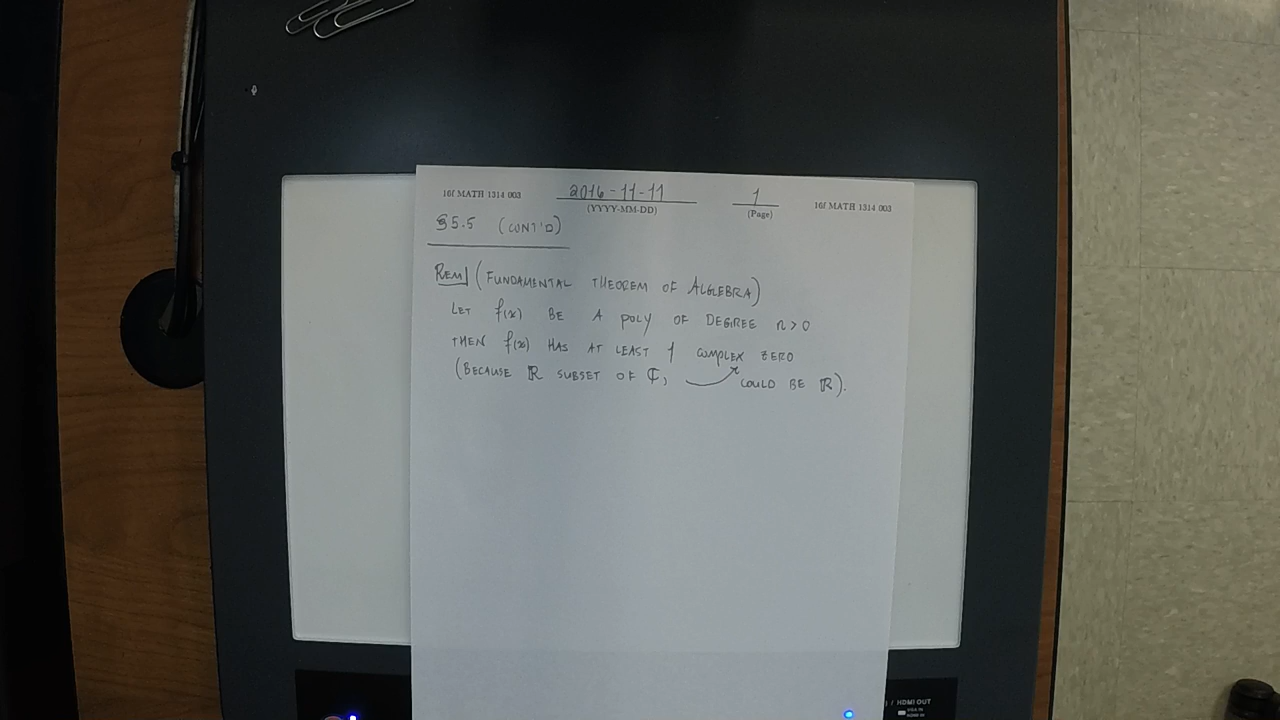 16f MATH 1314 003 2016-11-11 1 16f MATH 1314 003
(YYYY-MM-DD) (Page)
§5.5 (CONT'D)
REM (FUNDAMENTAL THEOREM OF ALGEBRA)
LET f(x) BE A POLY OF DEGREE n>0
THEN f(x) HAS AT LEAST 1 COMPLEX ZERO
(BECAUSE ℝ SUBSET OF ℂ, COULD BE ℝ).
HDMI OUT